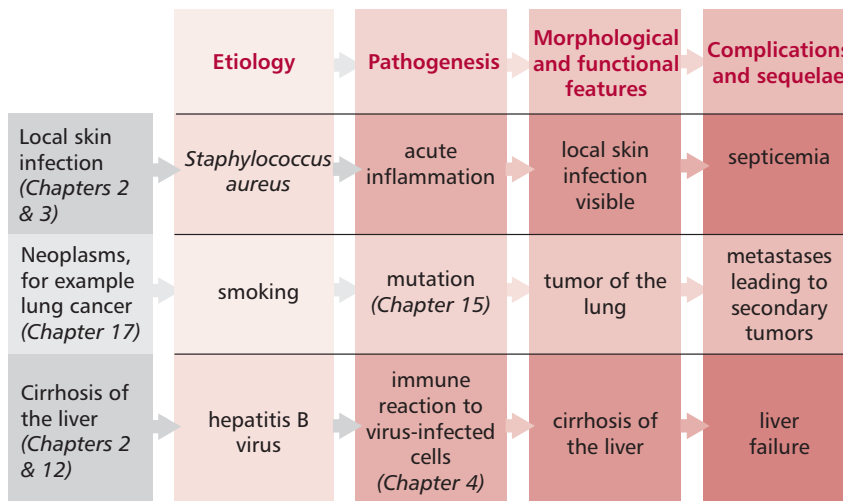 Etiology
Pathogenesis
Morphological
and functional
features
Complications
and sequelae
Local skin
infection
(Chapters 2
& 3)
Staphylococcus
aureus
acute
inflammation
local skin
infection
visible
septicemia
Neoplasms,
for example
lung cancer
(Chapter 17)
smoking
mutation
(Chapter 15)
tumor of the
lung
metastases
leading to
secondary
tumors
Cirrhosis of
the liver
(Chapters 2
& 12)
hepatitis B
virus
immune
reaction to
virus-infected
cells
(Chapter 4)
cirrhosis of
the liver
liver
failure